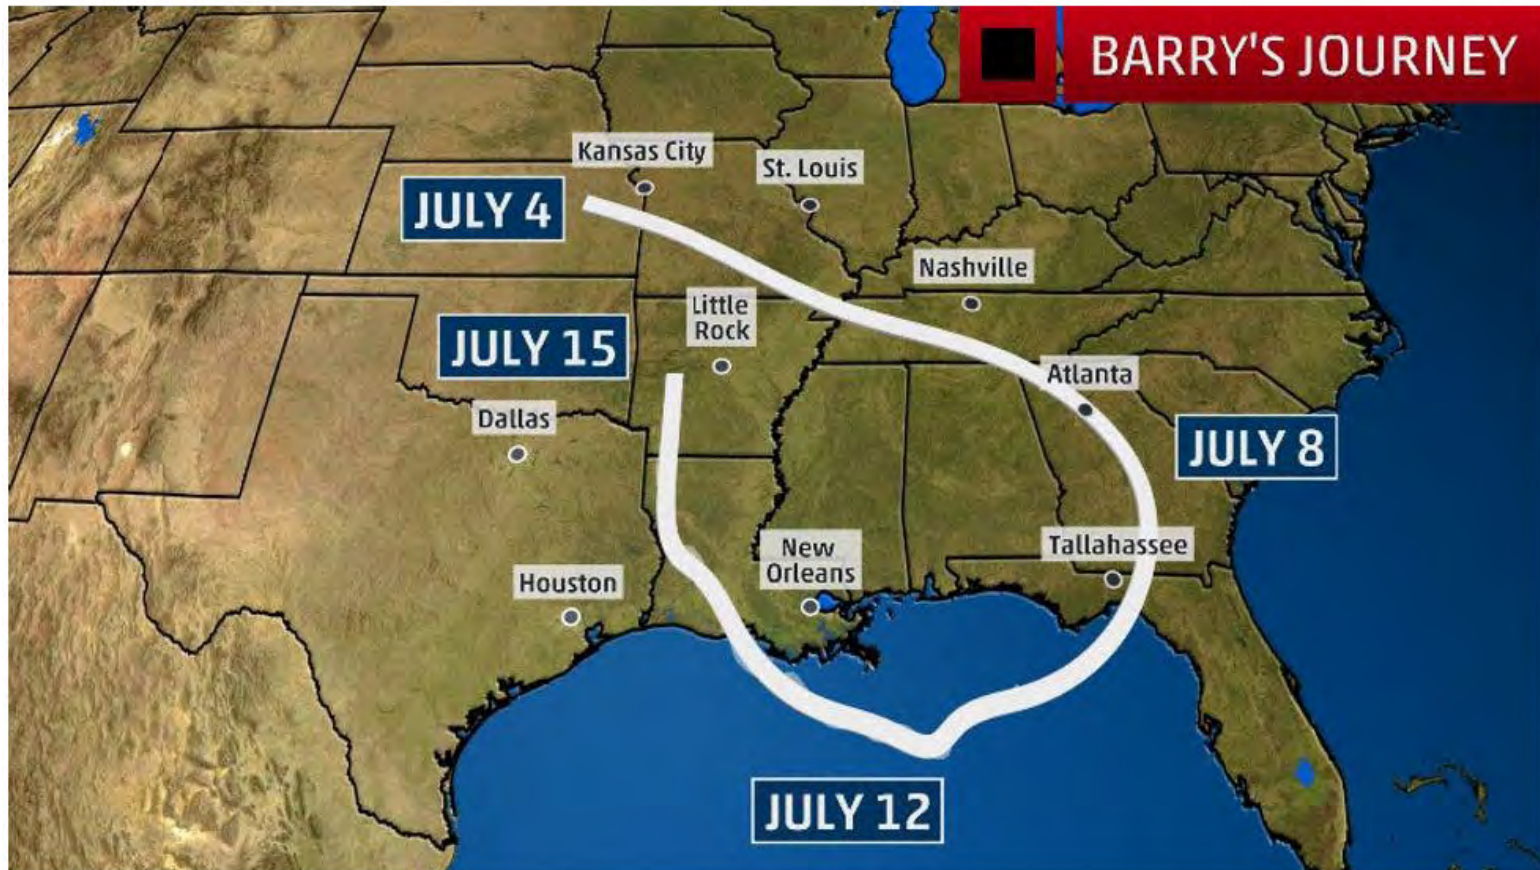 BARRY'S JOURNEY
Kansas City
St. Louis
JULY 4
Nashville
Little
Rock
JULY 15
Atlanta
Dallas
JULY 8
New
Orleans
Tallahassee
Houston
JULY 12